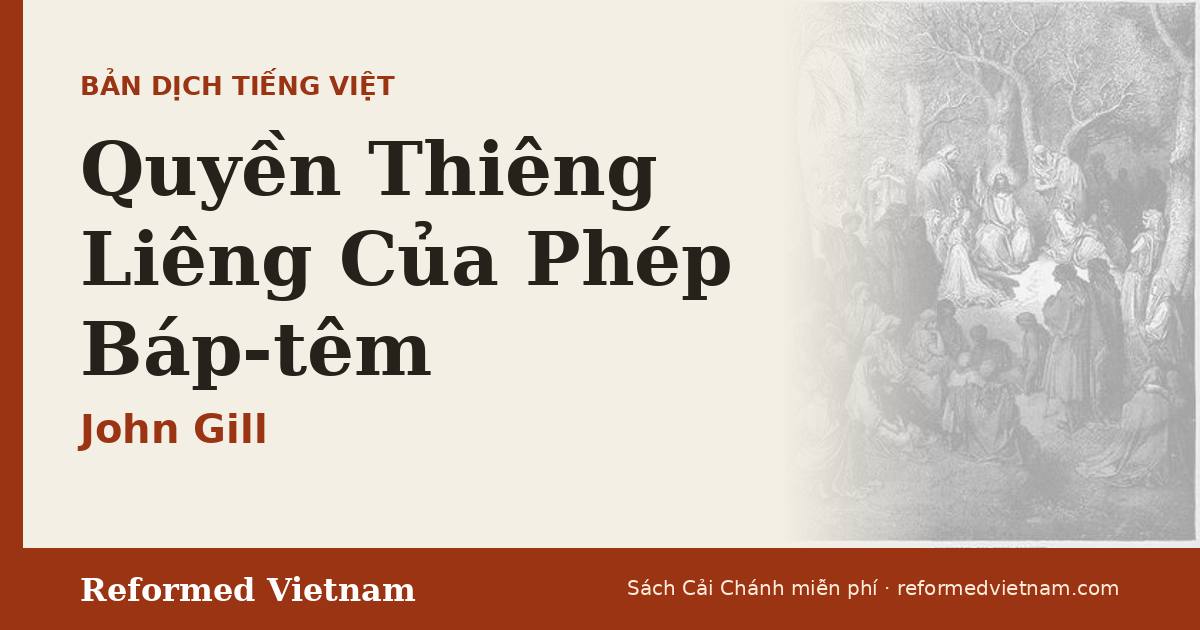 BẢN DỊCH TIẾNG VIỆT
Quyền Thiêng
Liêng Của Phép
Báp-têm
John Gill
Reformed Vietnam
Sách Cải Chánh miễn phí · reformedvietnam.com